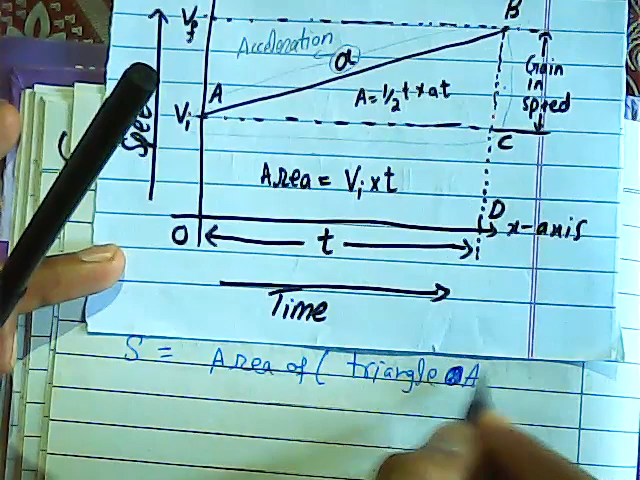 Vf
B
Acceleration
a
Gain
in
speed
A
A = 1/2 t × at
Vi
C
Area = Vi × t
D
O
t
x-axis
Time
S = Area of ( triangle A